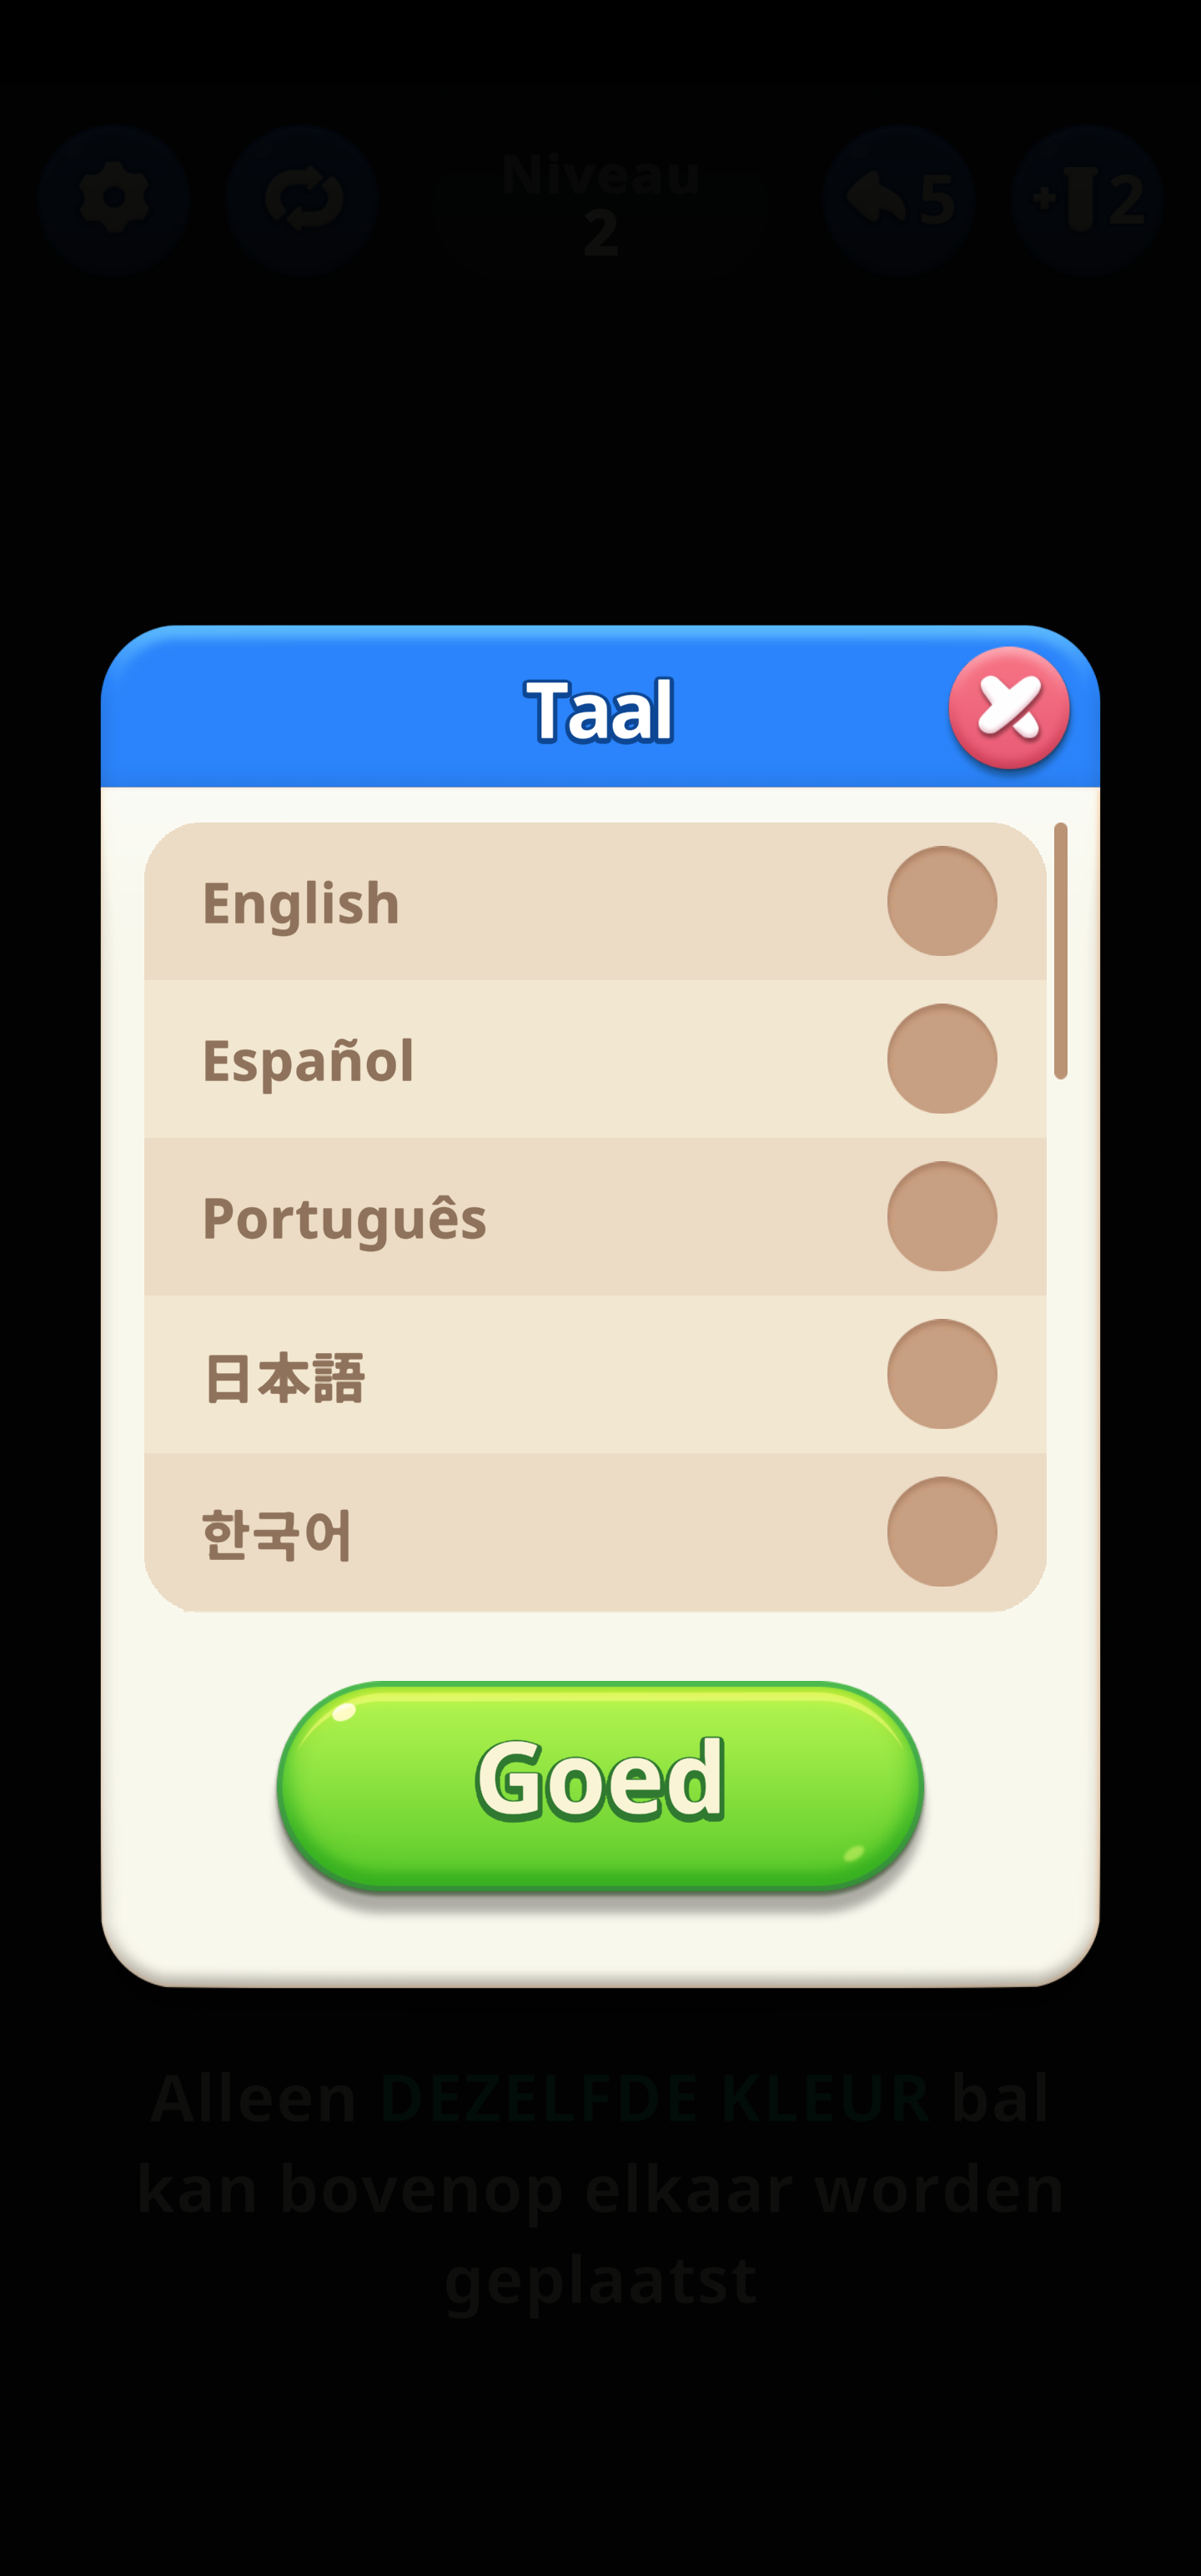 Niveau
2
5
+
2
Taal
English
Español
Português
日本語
한국어
Goed
Alleen DEZELFDE KLEUR bal
kan bovenop elkaar worden
geplaatst